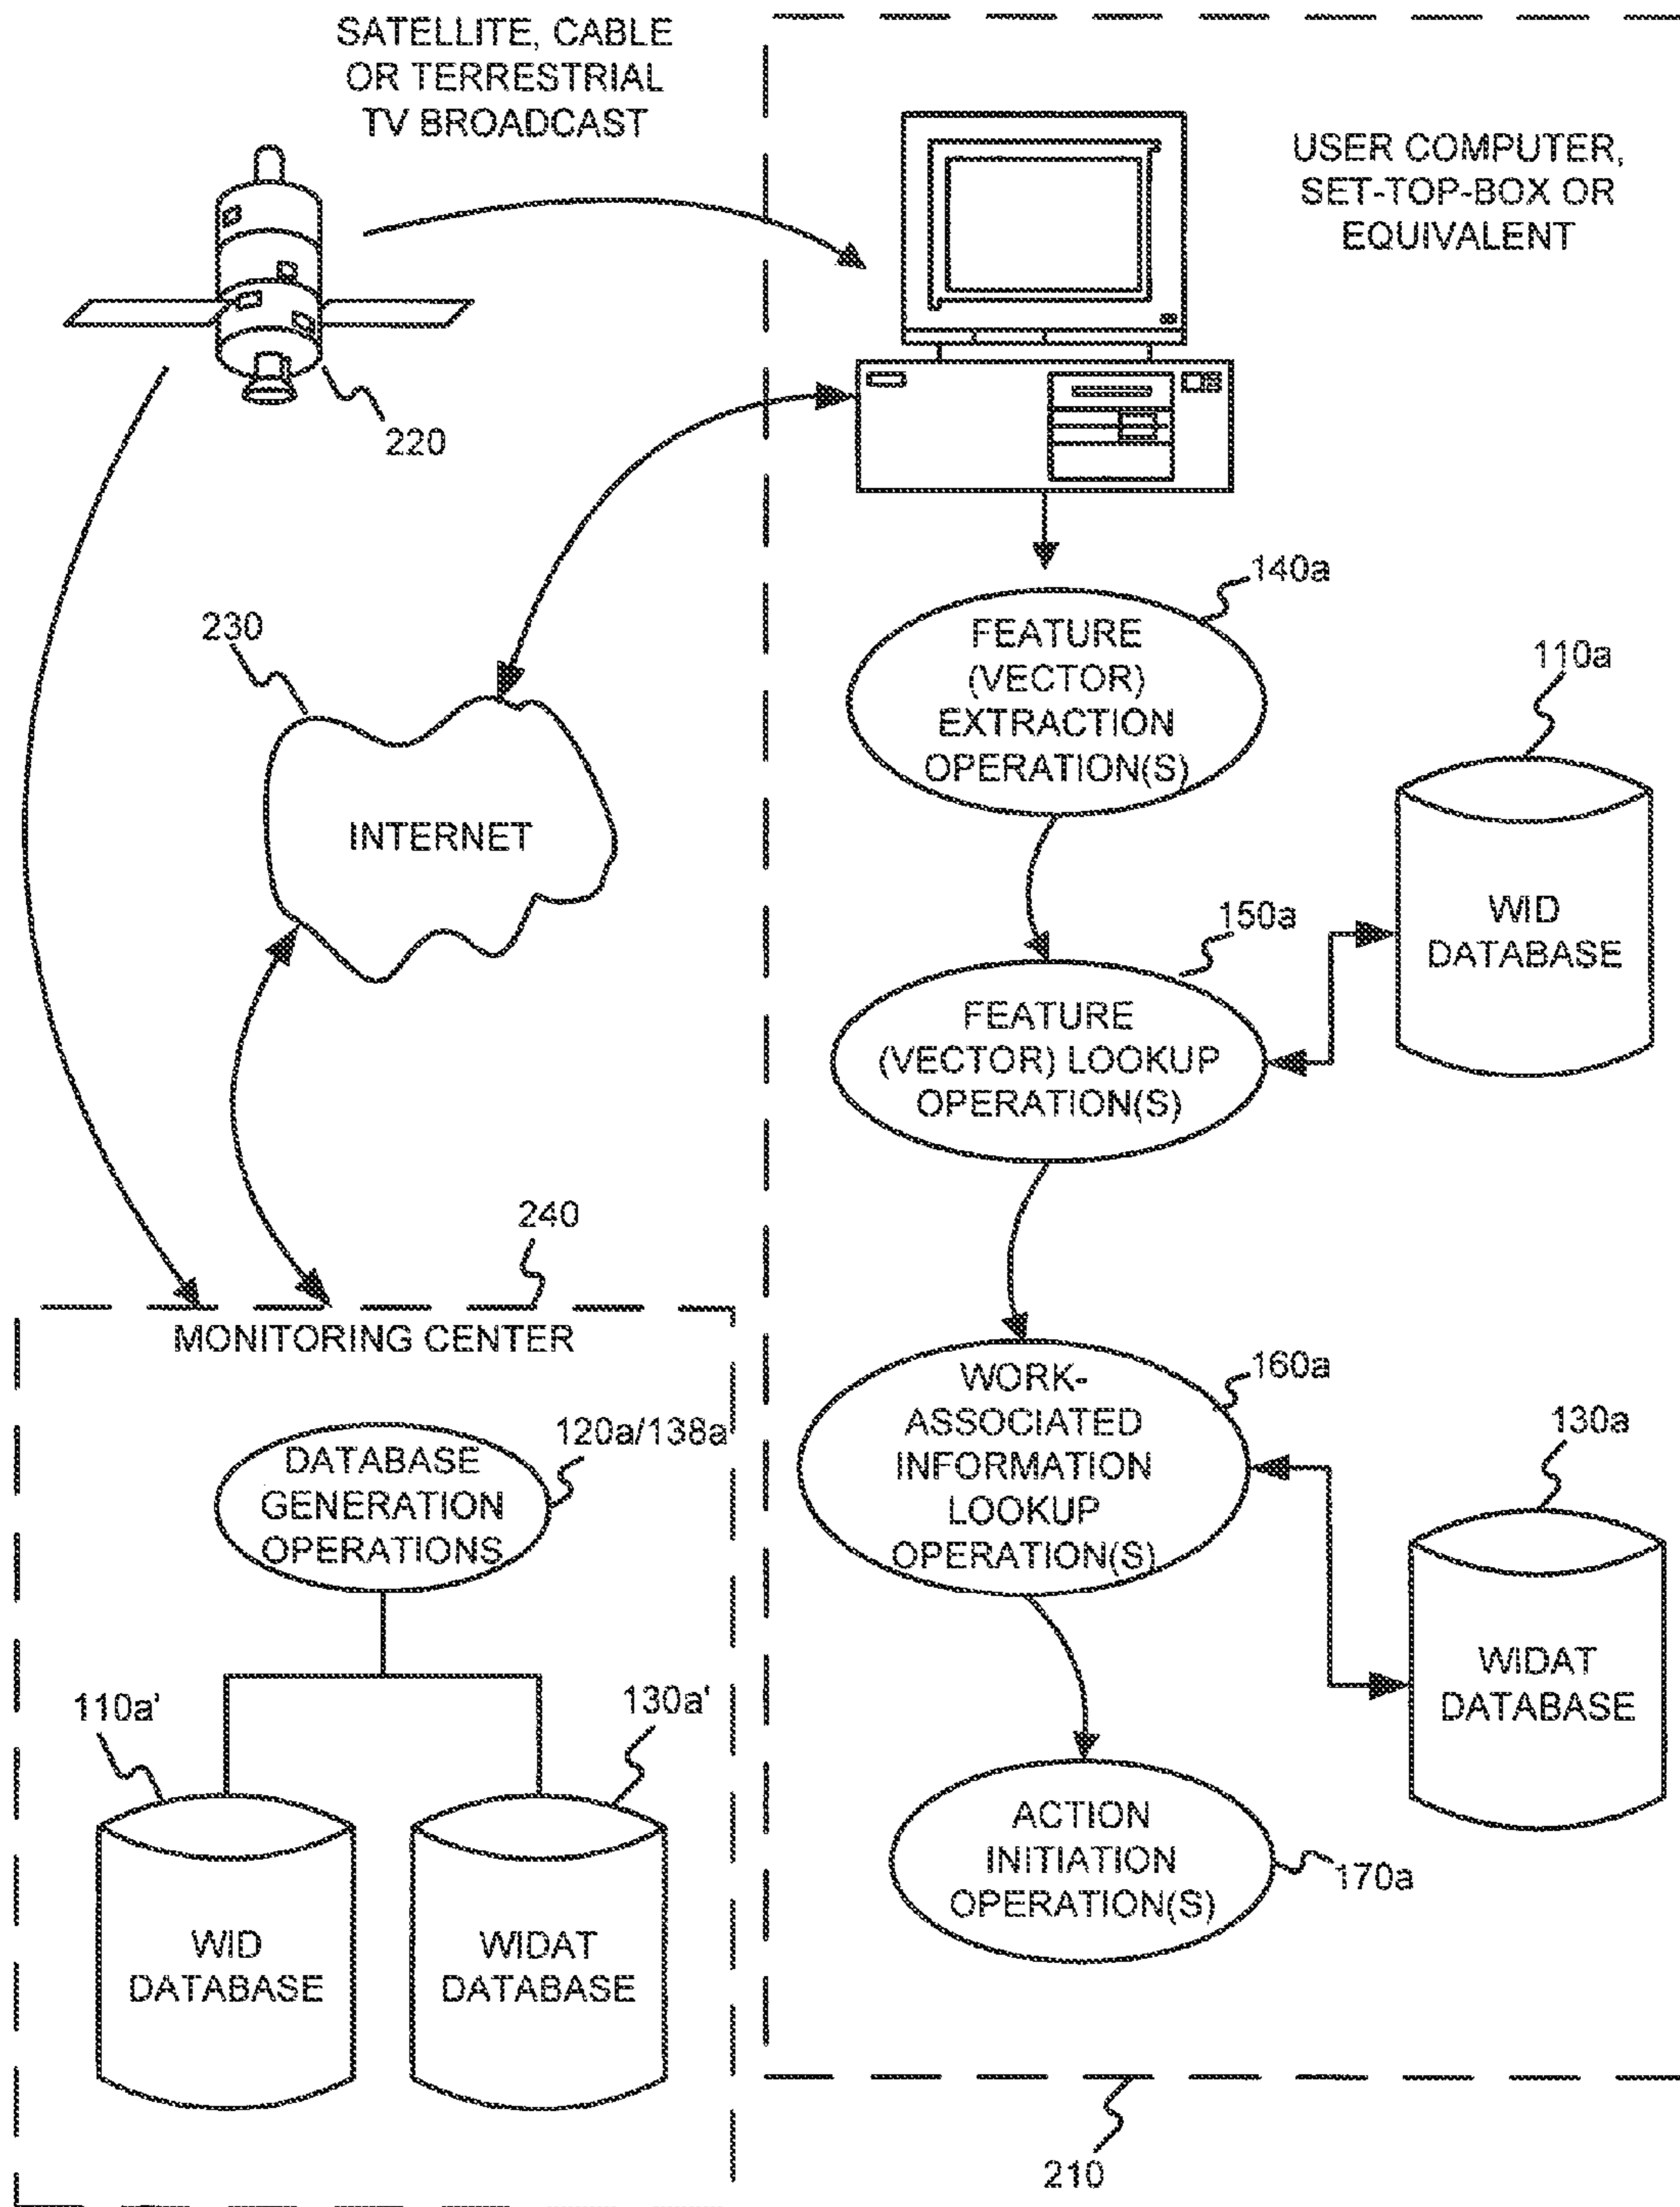 SATELLITE, CABLE
OR TERRESTRIAL
TV BROADCAST
USER COMPUTER,
SET-TOP-BOX OR
EQUIVALENT
220
140a
FEATURE
(VECTOR)
EXTRACTION
OPERATION(S)
230
INTERNET
110a
WID
DATABASE
150a
FEATURE
(VECTOR) LOOKUP
OPERATION(S)
240
MONITORING CENTER
160a
WORK-
ASSOCIATED
INFORMATION
LOOKUP
OPERATION(S)
130a
WIDAT
DATABASE
120a/138a
DATABASE
GENERATION
OPERATIONS
110a'
130a'
WID
DATABASE
WIDAT
DATABASE
ACTION
INITIATION
OPERATION(S)
170a
210